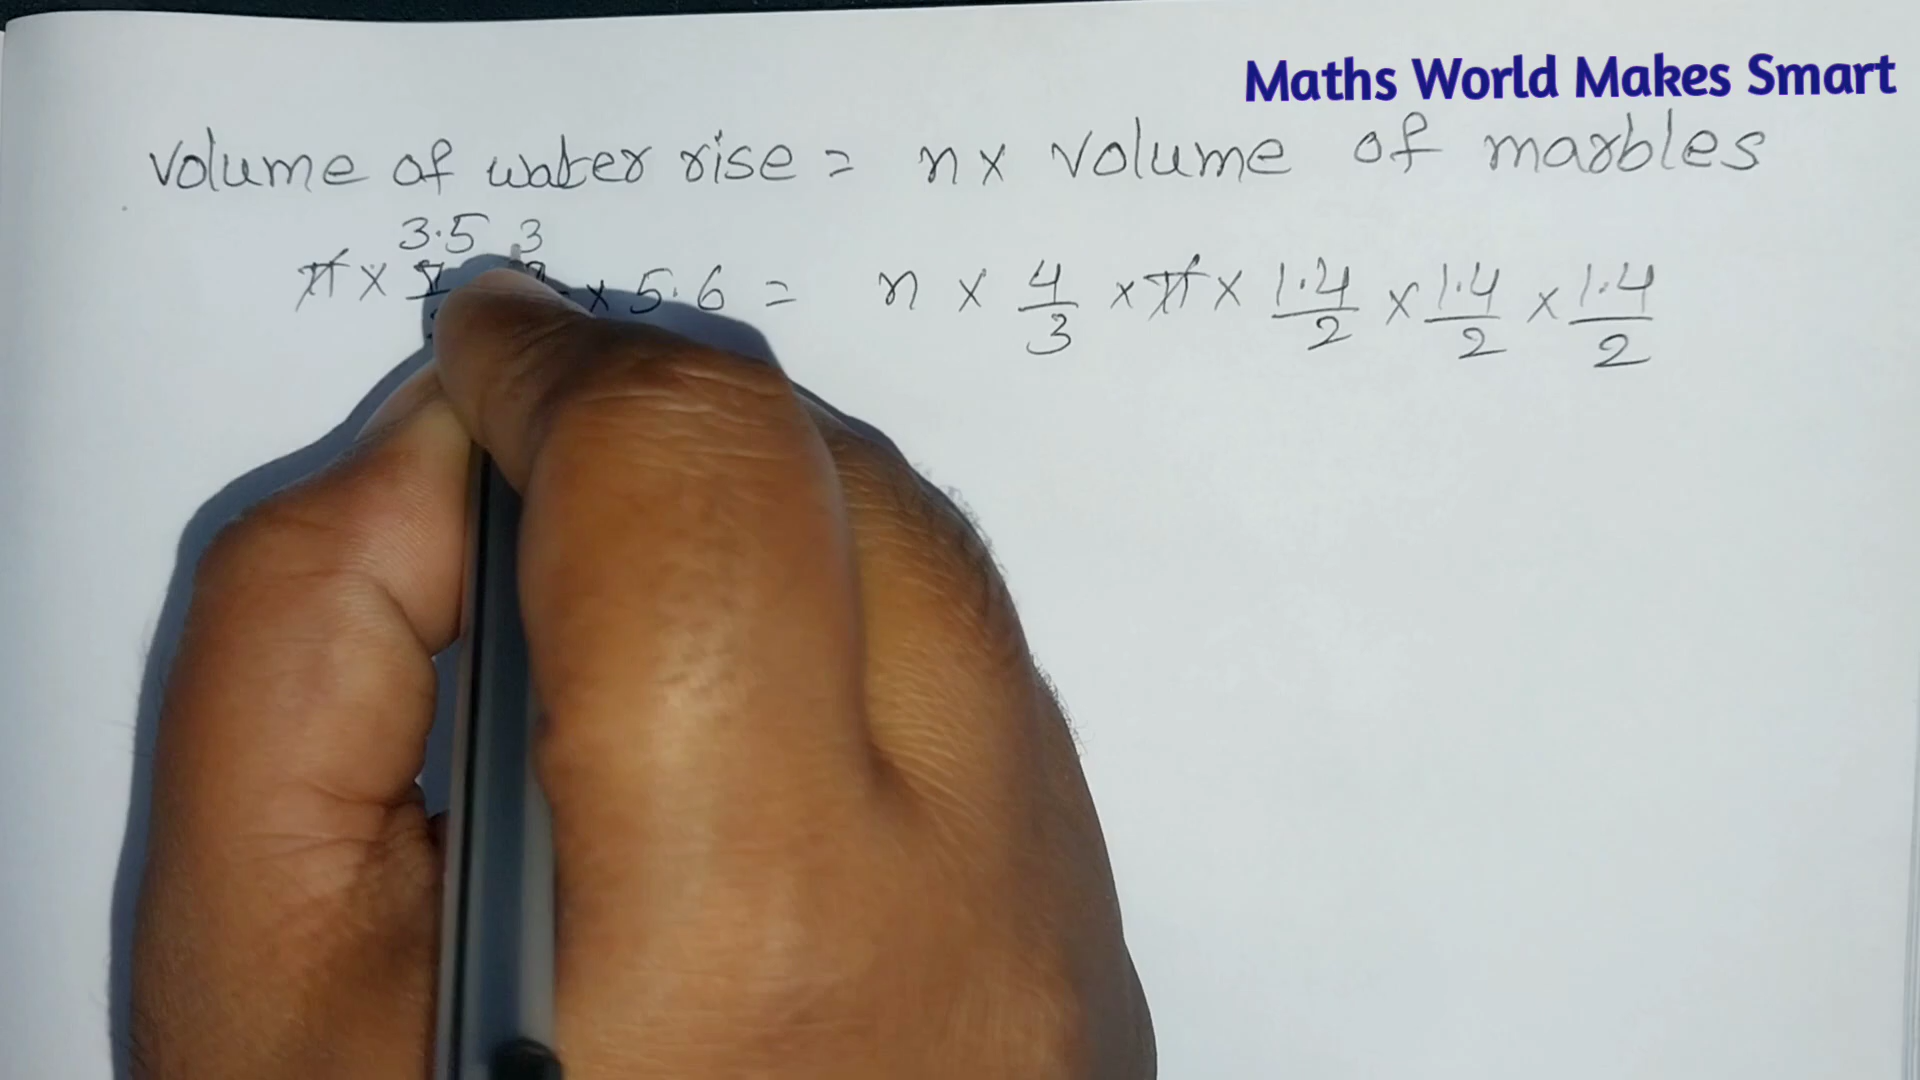 Maths World Makes Smart
Volume of water rise = n x volume of marbles
3.5 3
π x 7 x 5.6 = n x 4/3 x π x 1.4/2 x 1.4/2 x 1.4/2